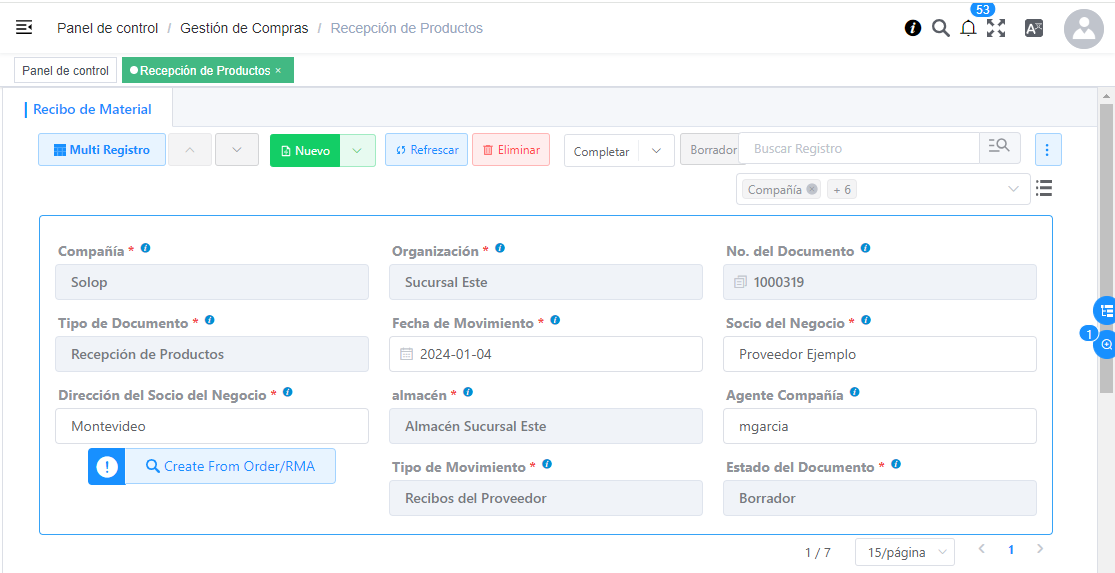 Panel de control / Gestión de Compras / Recepción de Productos
53
Panel de control
Recepción de Productos ×
Recibo de Material
Multi Registro
Nuevo
Refrescar
Eliminar
Completar
Borrador
Buscar Registro
Compañía
+ 6
Compañía *
Organización *
No. del Documento
Solop
Sucursal Este
1000319
Tipo de Documento *
Fecha de Movimiento *
Socio del Negocio *
Recepción de Productos
2024-01-04
Proveedor Ejemplo
1
Dirección del Socio del Negocio *
almacén *
Agente Compañía
Montevideo
Almacén Sucursal Este
mgarcia
! Create From Order/RMA
Tipo de Movimiento *
Estado del Documento *
Recibos del Proveedor
Borrador
1 / 7
15/página
1